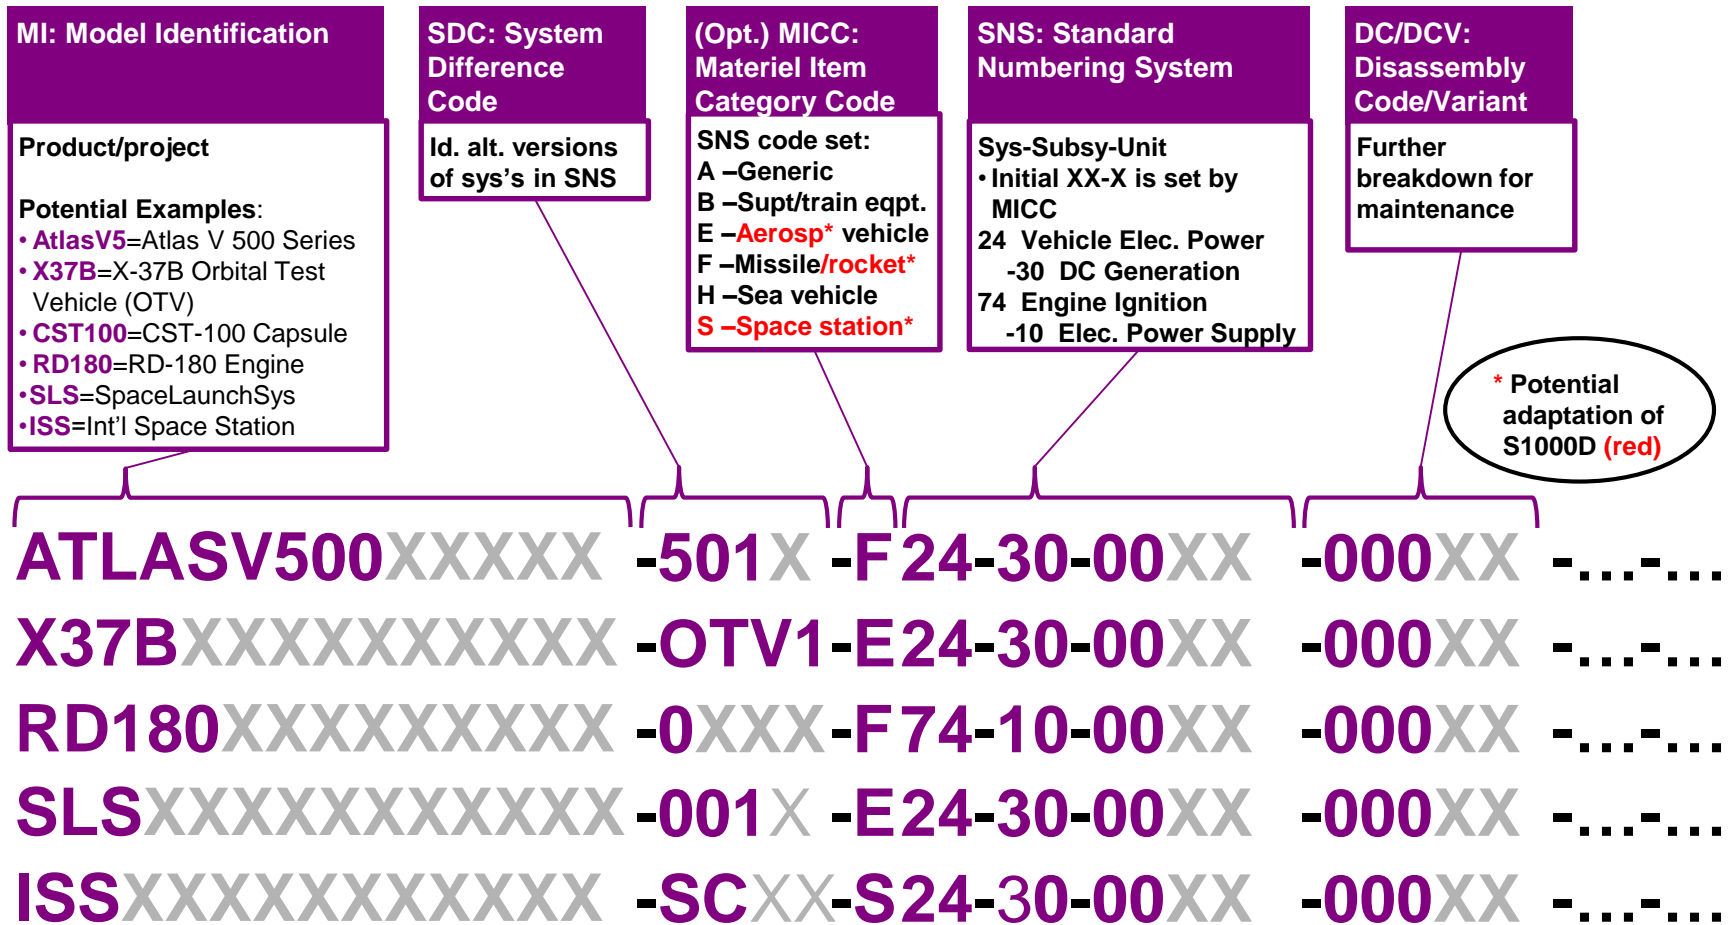 MI: Model Identification
Product/project
Potential Examples:
• AtlasV5=Atlas V 500 Series
• X37B=X-37B Orbital Test
Vehicle (OTV)
• CST100=CST-100 Capsule
• RD180=RD-180 Engine
•SLS=SpaceLaunchSys
•ISS=Int'l Space Station
SDC: System
Difference
Code
Id. alt. versions
of sys's in SNS
(Opt.) MICC:
Materiel Item
Category Code
SNS code set:
A –Generic
B –Supt/train eqpt.
E –Aerosp* vehicle
F –Missile/rocket*
H –Sea vehicle
S –Space station*
SNS: Standard
Numbering System
Sys-Subsy-Unit
• Initial XX-X is set by
MICC
24 Vehicle Elec. Power
-30 DC Generation
74 Engine Ignition
-10 Elec. Power Supply
DC/DCV:
Disassembly
Code/Variant
Further
breakdown for
maintenance
* Potential
adaptation of
S1000D (red)
ATLASV500XXXXX -501X -F24-30-00XX -000XX -...-...
X37BXXXXXXXXXX -OTV1-E24-30-00XX -000XX -...-...
RD180XXXXXXXXX -0XXX-F74-10-00XX -000XX -...-...
SLSXXXXXXXXXXX -001X -E24-30-00XX -000XX -...-...
ISSXXXXXXXXXXX -SCXX-S24-30-00XX -000XX -...-...